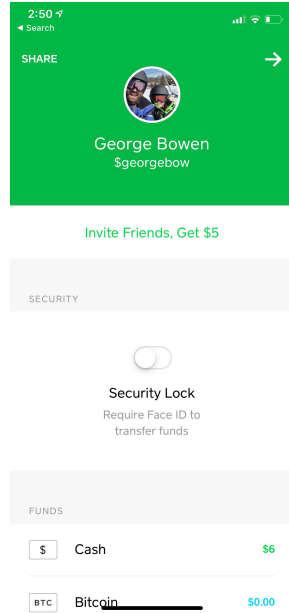 2:50
Search
SHARE
George Bowen
$georgebow
Invite Friends, Get $5
SECURITY
Security Lock
Require Face ID to
transfer funds
FUNDS
$ Cash $6
BTC Bitcoin $0.00